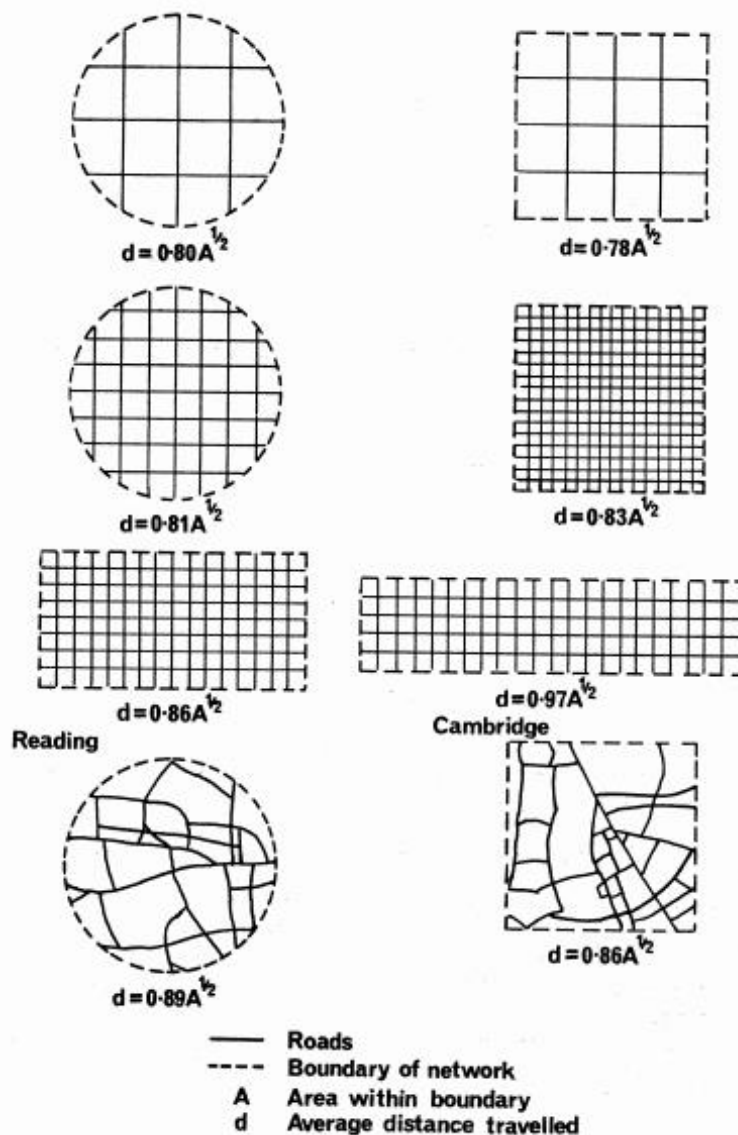 d = 0·80A½
d = 0·78A½
d = 0·81A½
d = 0·83A½
d = 0·86A½
d = 0·97A½
Reading
Cambridge
d = 0·89A½
d = 0·86A½
Roads
Boundary of network
A Area within boundary
d Average distance travelled